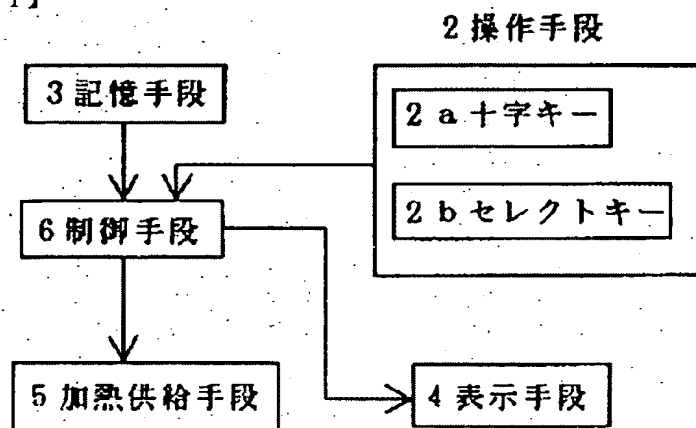 1】
2 操作手段
3 記憶手段
2 a 十字キー
2 b セレクトキー
6 制御手段
5 加熱供給手段
4 表示手段